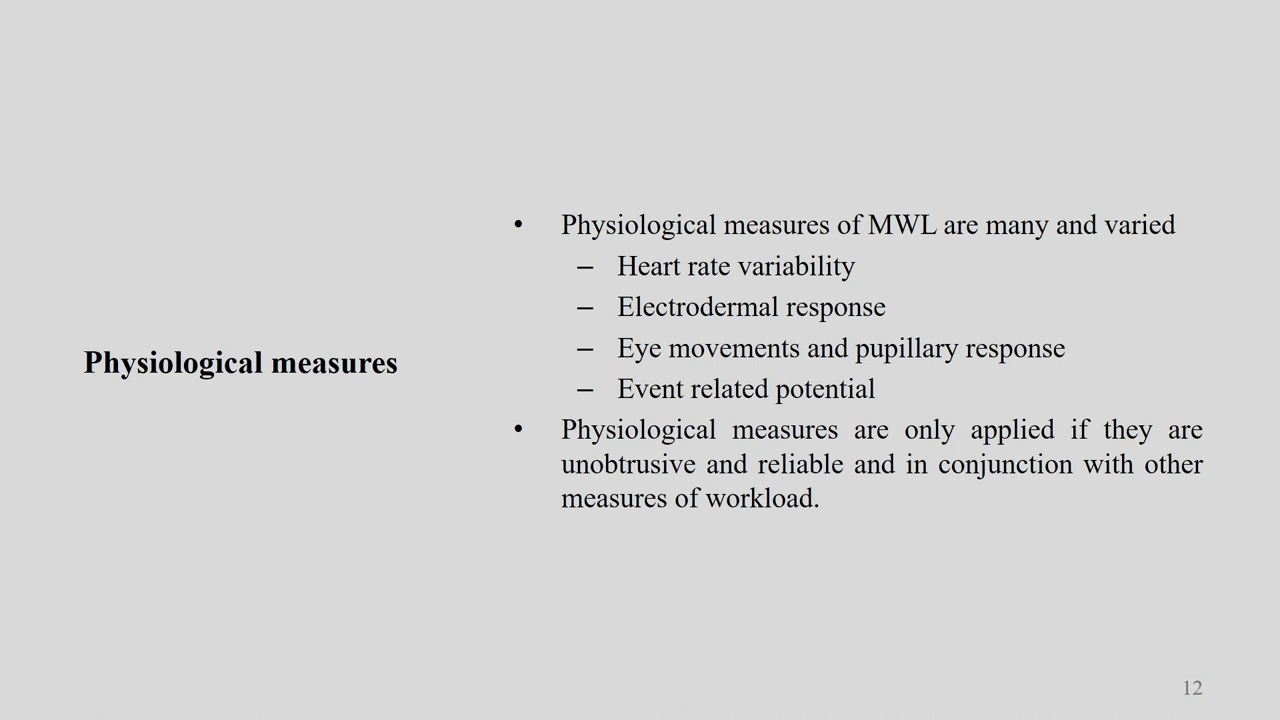 Physiological measures
• Physiological measures of MWL are many and varied
– Heart rate variability
– Electrodermal response
– Eye movements and pupillary response
– Event related potential
• Physiological measures are only applied if they are
unobtrusive and reliable and in conjunction with other
measures of workload.
12